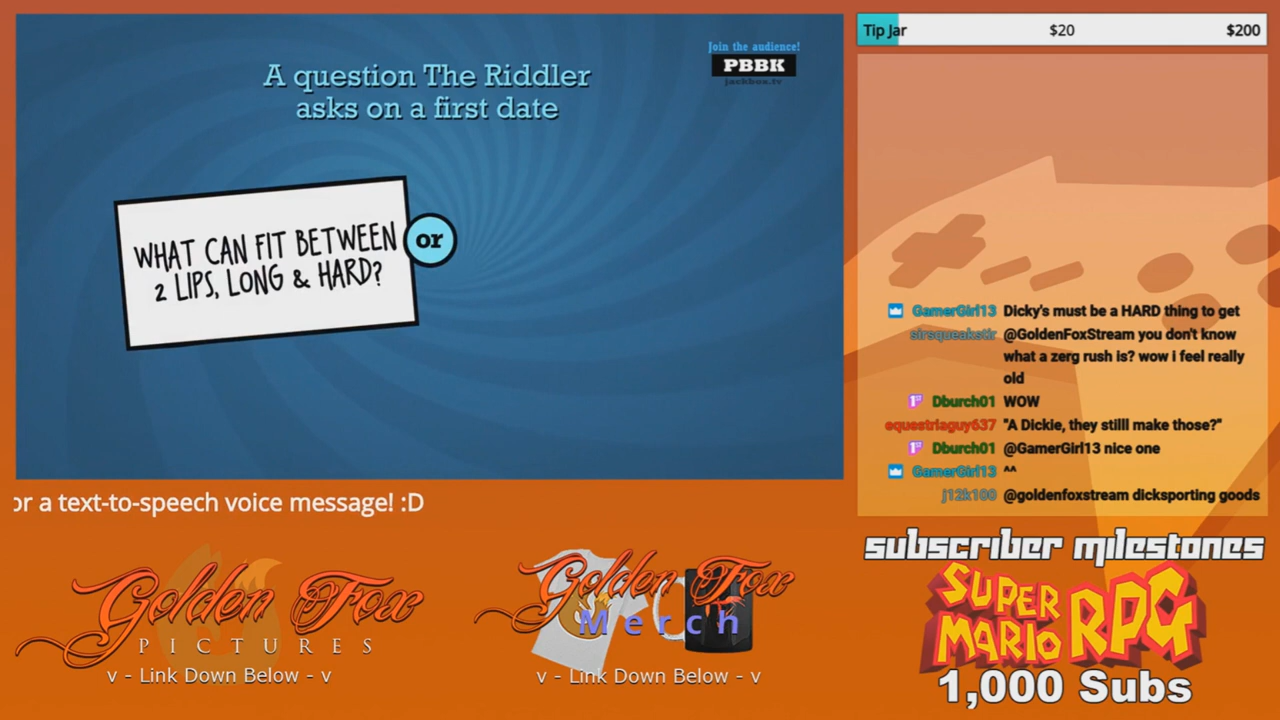 A question The Riddler
asks on a first date
Join the audience!
PBBK
jackbox.tv
WHAT CAN FIT BETWEEN
2 LIPS, LONG & HARD?
or
Tip Jar $20 $200
GamerGirl13 Dicky's must be a HARD thing to get
sirsqueakstir @GoldenFoxStream you don't know
what a zerg rush is? wow i feel really
old
Dburch01 WOW
equestriaguy637 "A Dickie, they stilll make those?"
Dburch01 @GamerGirl13 nice one
GamerGirl13 ^^
j12k100 @goldenfoxstream dicksporting goods
or a text-to-speech voice message! :D
Golden Fox
PICTURES
v - Link Down Below - v
Golden Fox
Merch
v - Link Down Below - v
subscriber milestones
SUPER
MARIO RPG
1,000 Subs